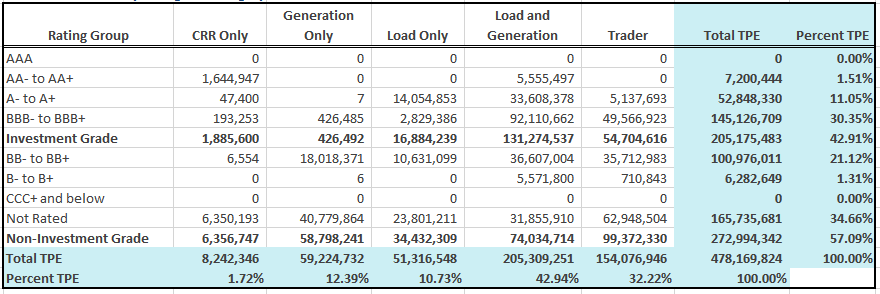 Generation Load and
Rating Group CRR Only Only Load Only Generation Trader Total TPE Percent TPE
AAA 0 0 0 0 0 0 0.00%
AA- to AA+ 1,644,947 0 0 5,555,497 0 7,200,444 1.51%
A- to A+ 47,400 7 14,054,853 33,608,378 5,137,693 52,848,330 11.05%
BBB- to BBB+ 193,253 426,485 2,829,386 92,110,662 49,566,923 145,126,709 30.35%
Investment Grade 1,885,600 426,492 16,884,239 131,274,537 54,704,616 205,175,483 42.91%
BB- to BB+ 6,554 18,018,371 10,631,099 36,607,004 35,712,983 100,976,011 21.12%
B- to B+ 0 6 0 5,571,800 710,843 6,282,649 1.31%
CCC+ and below 0 0 0 0 0 0 0.00%
Not Rated 6,350,193 40,779,864 23,801,211 31,855,910 62,948,504 165,735,681 34.66%
Non-Investment Grade 6,356,747 58,798,241 34,432,309 74,034,714 99,372,330 272,994,342 57.09%
Total TPE 8,242,346 59,224,732 51,316,548 205,309,251 154,076,946 478,169,824 100.00%
Percent TPE 1.72% 12.39% 10.73% 42.94% 32.22% 100.00%